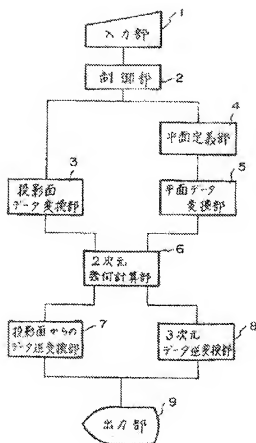 1
入力部
制御部
2
4
平面定義部
3
投影面
データ変換部
5
平面データ
変換部
6
2次元
幾何計算部
7
投影面からの
データ逆変換部
8
3次元
データ逆変換部
9
出力部